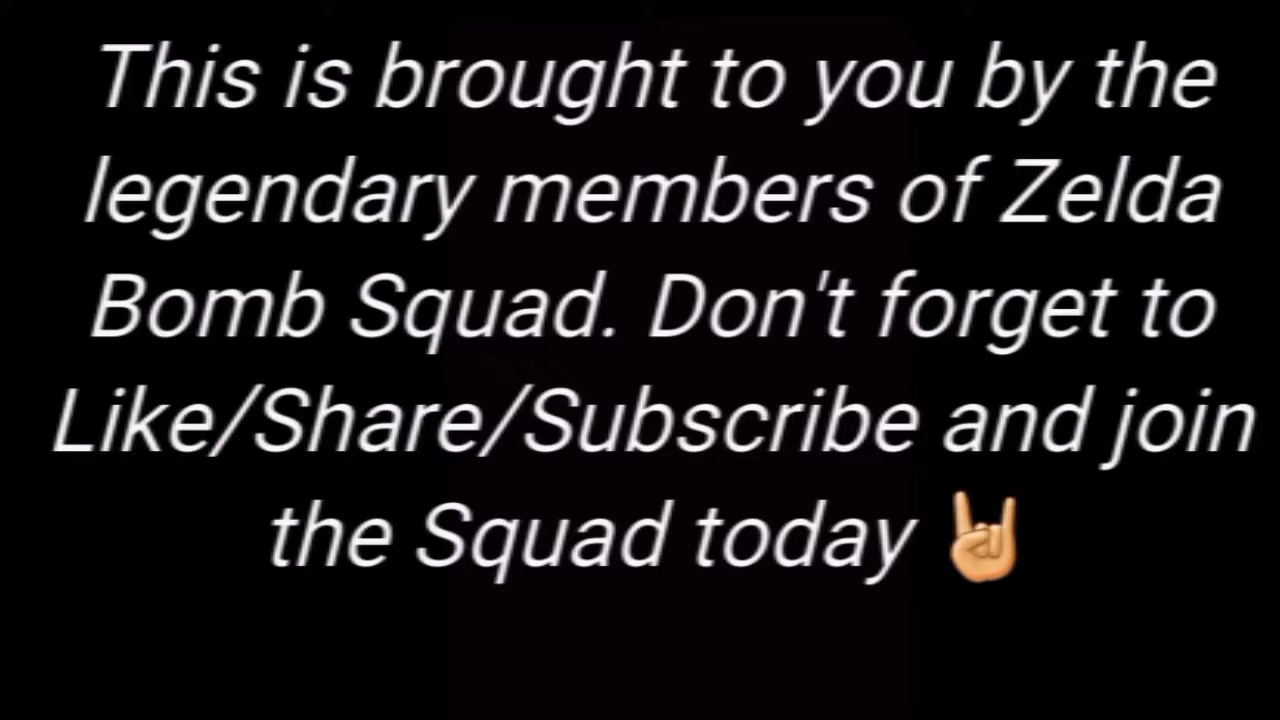 This is brought to you by the
legendary members of Zelda
Bomb Squad. Don't forget to
Like/Share/Subscribe and join
the Squad today 🤘